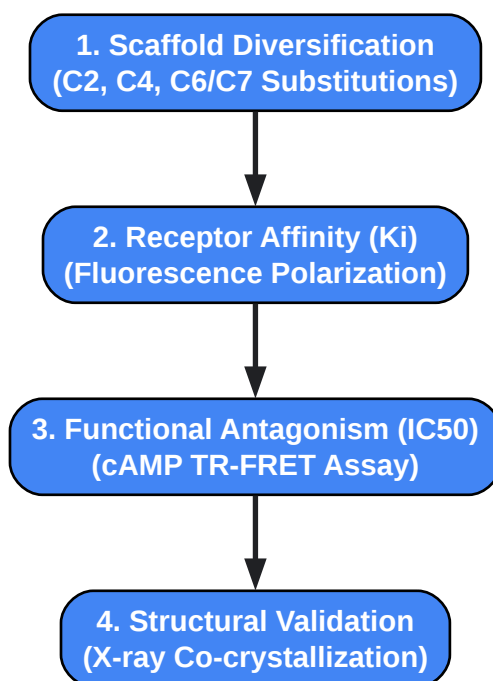 1. Scaffold Diversification
(C2, C4, C6/C7 Substitutions)
2. Receptor Affinity (Ki)
(Fluorescence Polarization)
3. Functional Antagonism (IC50)
(cAMP TR-FRET Assay)
4. Structural Validation
(X-ray Co-crystallization)